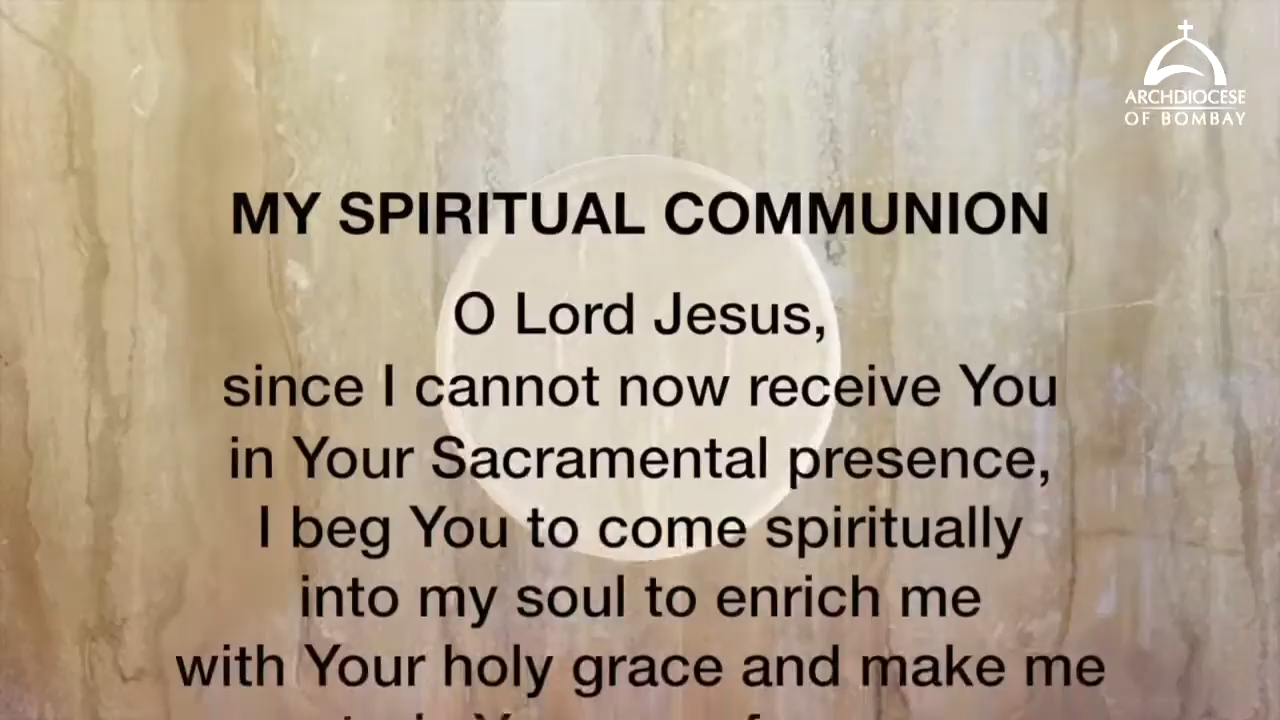 ARCHDIOCESE
OF BOMBAY
MY SPIRITUAL COMMUNION
O Lord Jesus,
since I cannot now receive You
in Your Sacramental presence,
I beg You to come spiritually
into my soul to enrich me
with Your holy grace and make me